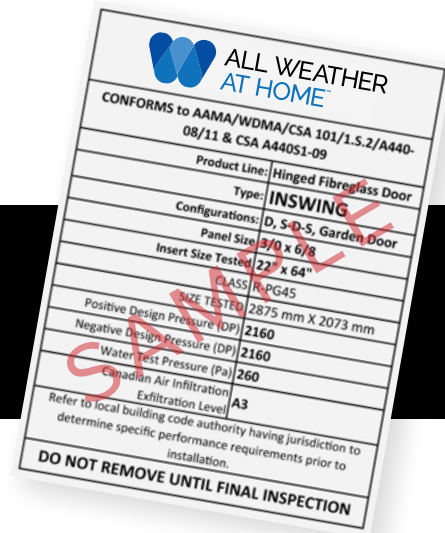 ALL WEATHER
AT HOME™
CONFORMS to AAMA/WDMA/CSA 101/1.S.2/A440-
08/11 & CSA A440S1-09
Product Line: Hinged Fibreglass Door
Type: INSWING
Configurations: D, S-D-S, Garden Door
Panel Size 3/0 x 6/8
Insert Size Tested 22" x 64"
CLASS R-PG45
SIZE TESTED 2875 mm X 2073 mm
Positive Design Pressure (DP) 2160
Negative Design Pressure (DP) 2160
Water Test Pressure (Pa) 260
Canadian Air Infiltration
Exfiltration Level A3
Refer to local building code authority having jurisdiction to
determine specific performance requirements prior to
installation.
DO NOT REMOVE UNTIL FINAL INSPECTION
SAMPLE